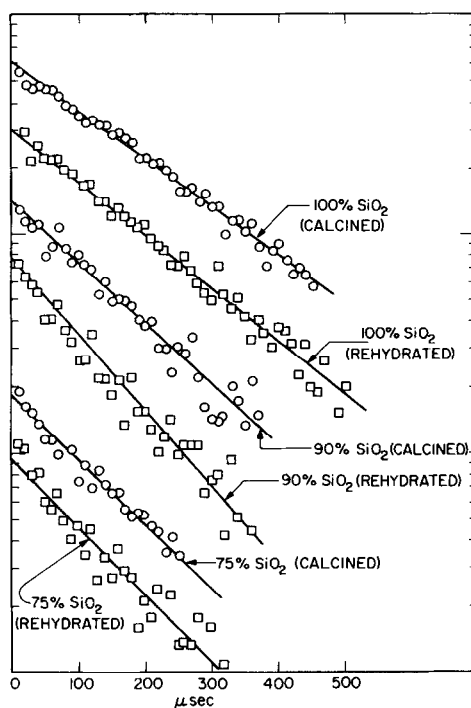 100% SiO2
(CALCINED)
100% SiO2
(REHYDRATED)
90% SiO2 (CALCINED)
90% SiO2 (REHYDRATED)
75% SiO2 (CALCINED)
75% SiO2
(REHYDRATED)
0 100 200 300 400 500
μsec